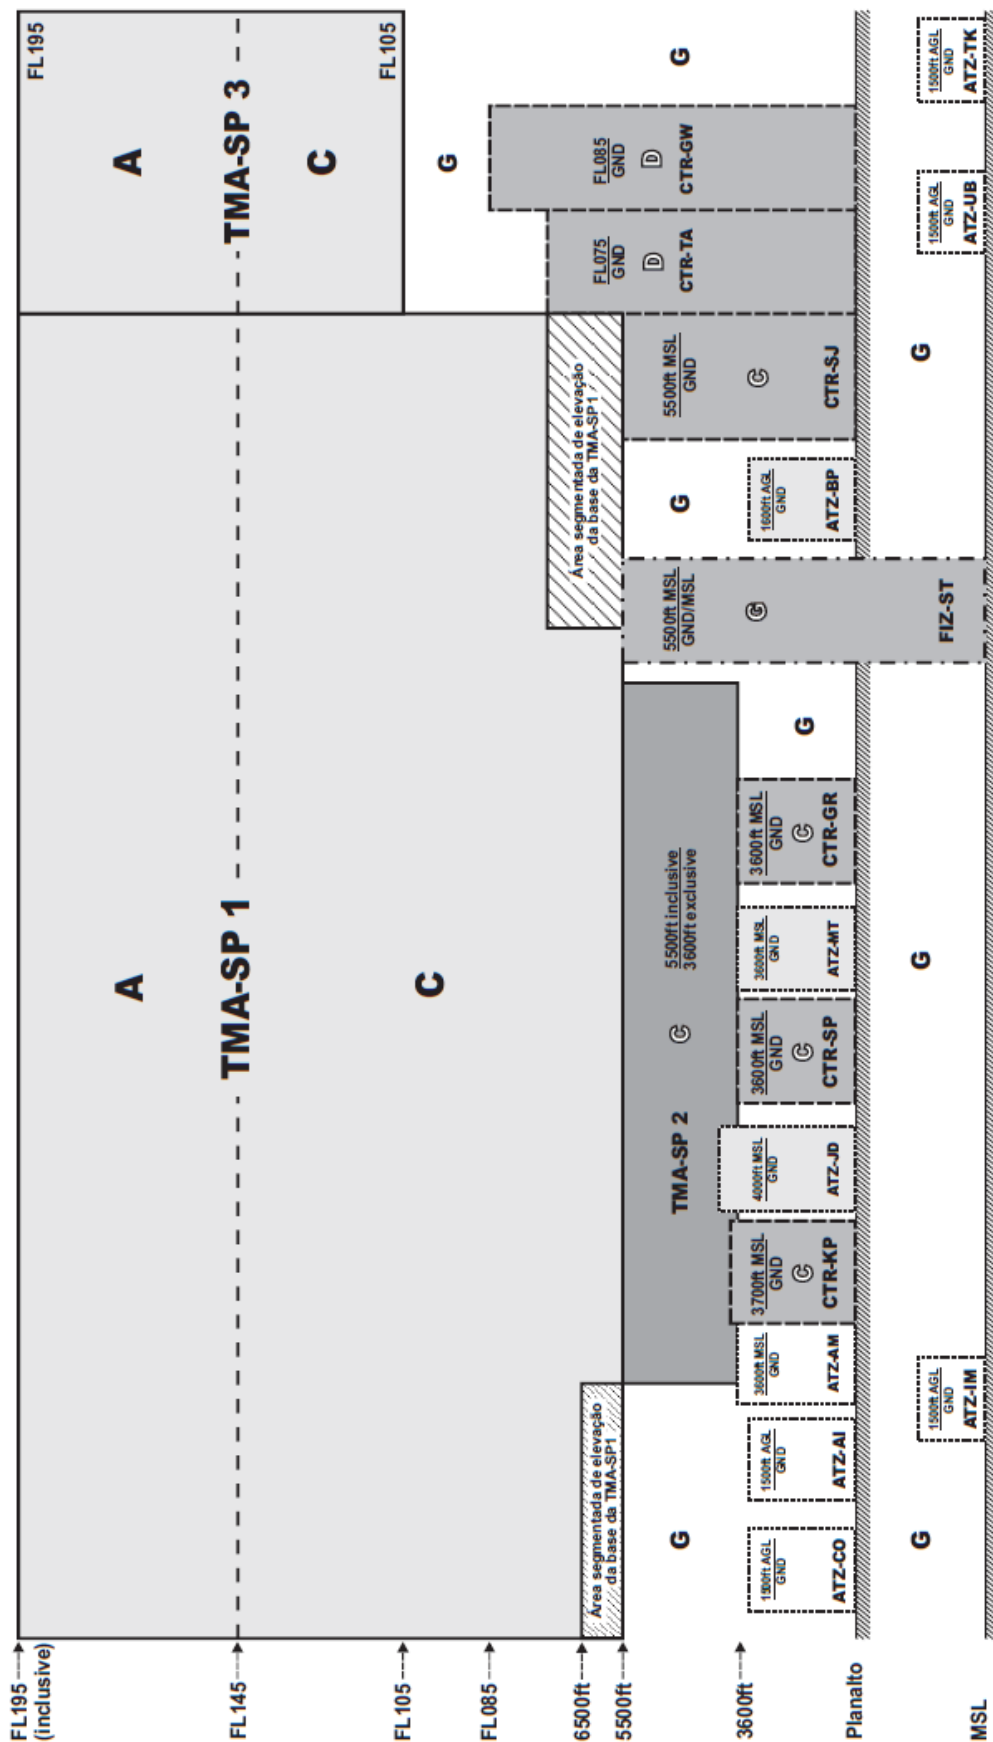 FL195
(inclusive)
FL145
FL105
FL085
6500ft
5500ft
3600ft
Planalto
MSL
A
TMA-SP 1
C
A
TMA-SP 3
C
FL195
FL105
G
Área segmentada de elevação
da base da TMA-SP1
Área segmentada de elevação
da base da TMA-SP1
TMA-SP 2
C
5500ft inclusive
3600ft exclusive
G
1500ft AGL
GND
ATZ-CO
1500ft AGL
GND
ATZ-AI
3600ft MSL
GND
ATZ-AM
3700ft MSL
GND
C
CTR-KP
4000ft MSL
GND
ATZ-JD
3600ft MSL
GND
C
CTR-SP
3600ft MSL
GND
ATZ-MT
3600ft MSL
GND
C
CTR-GR
G
5500ft MSL
GND/MSL
G
FIZ-ST
G
1600ft AGL
GND
ATZ-BP
5500ft MSL
GND
C
CTR-SJ
FL075
GND
D
CTR-TA
FL085
GND
D
CTR-GW
G
G
1500ft AGL
GND
ATZ-IM
G
G
1500ft AGL
GND
ATZ-UB
1500ft AGL
GND
ATZ-TK